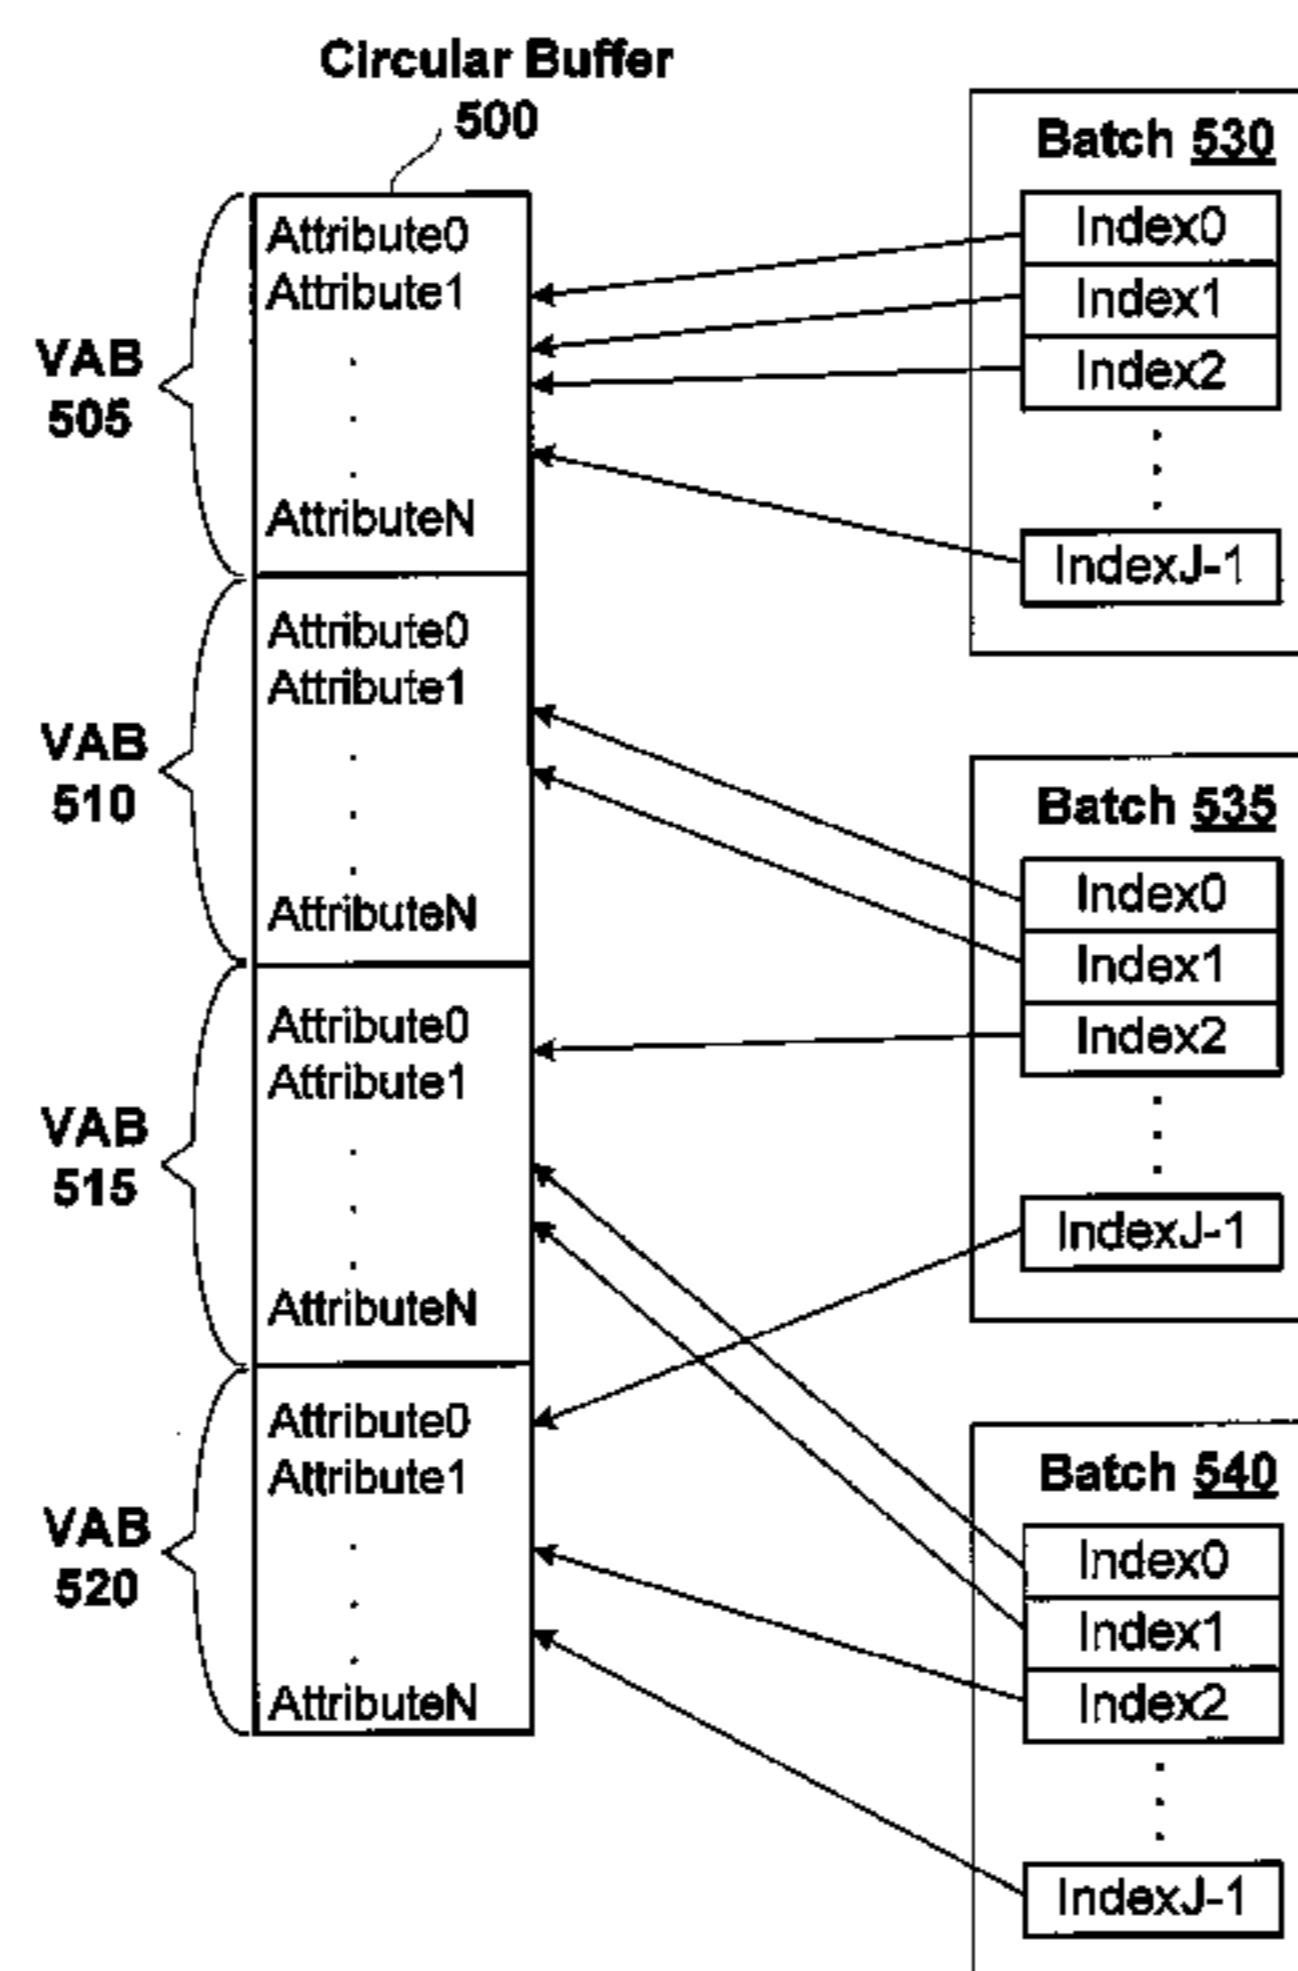 Circular Buffer
500
VAB
505
Attribute0
Attribute1
.
.
.
AttributeN
VAB
510
Attribute0
Attribute1
.
.
.
AttributeN
VAB
515
Attribute0
Attribute1
.
.
.
AttributeN
VAB
520
Attribute0
Attribute1
.
.
.
AttributeN
Batch 530
Index0
Index1
Index2
.
.
.
IndexJ-1
Batch 535
Index0
Index1
Index2
.
.
.
IndexJ-1
Batch 540
Index0
Index1
Index2
.
.
.
IndexJ-1